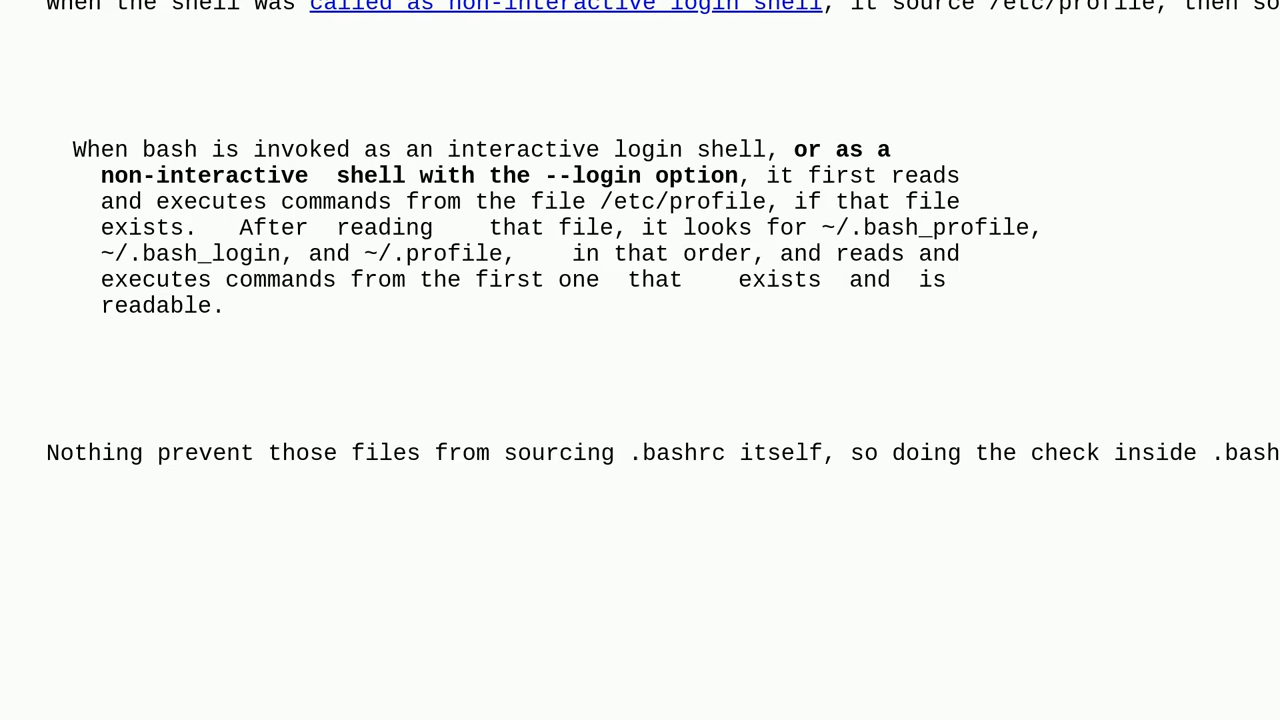 When the shell was called as non-interactive login shell, it source /etc/profile, then so
When bash is invoked as an interactive login shell, or as a
non-interactive  shell with the --login option, it first reads
and executes commands from the file /etc/profile, if that file
exists.   After  reading    that file, it looks for ~/.bash_profile,
~/.bash_login, and ~/.profile,    in that order, and reads and
executes commands from the first one  that    exists  and  is
readable.
Nothing prevent those files from sourcing .bashrc itself, so doing the check inside .bash